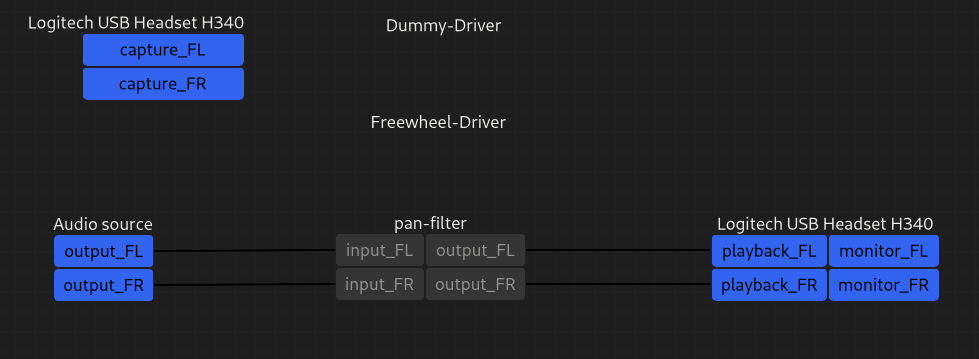 Logitech USB Headset H340
Dummy-Driver
capture_FL
capture_FR
Freewheel-Driver
Audio source
pan-filter
Logitech USB Headset H340
output_FL
input_FL
output_FL
playback_FL
monitor_FL
output_FR
input_FR
output_FR
playback_FR
monitor_FR